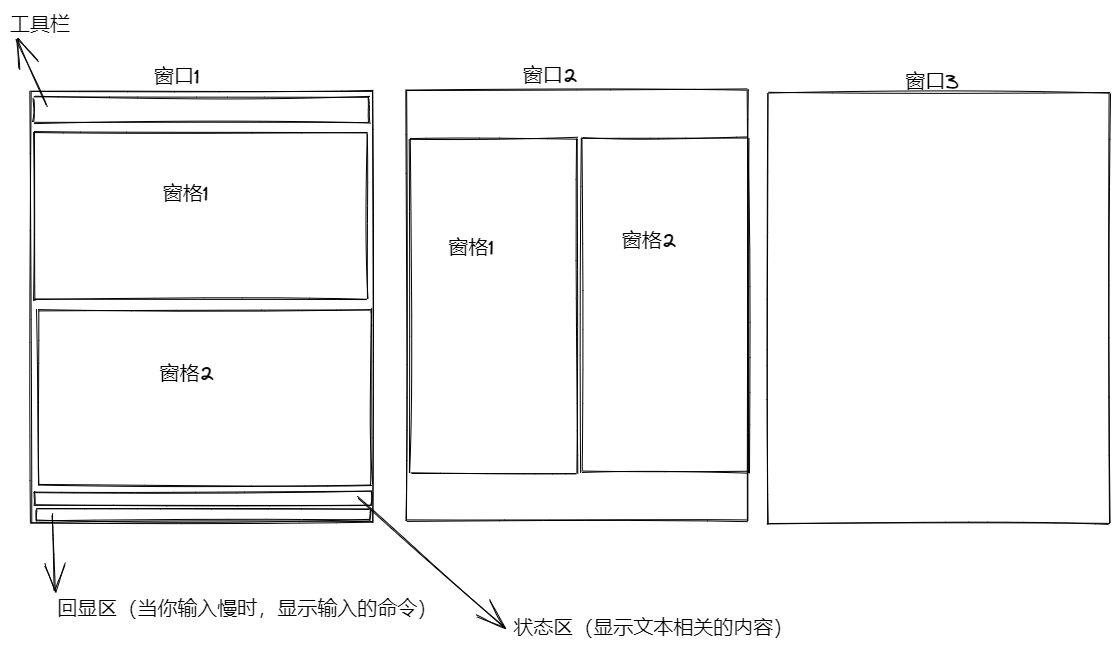 工具栏
窗口1
窗口2
窗口3
窗格1
窗格2
窗格1
窗格2
回显区（当你输入慢时，显示输入的命令）
状态区（显示文本相关的内容）